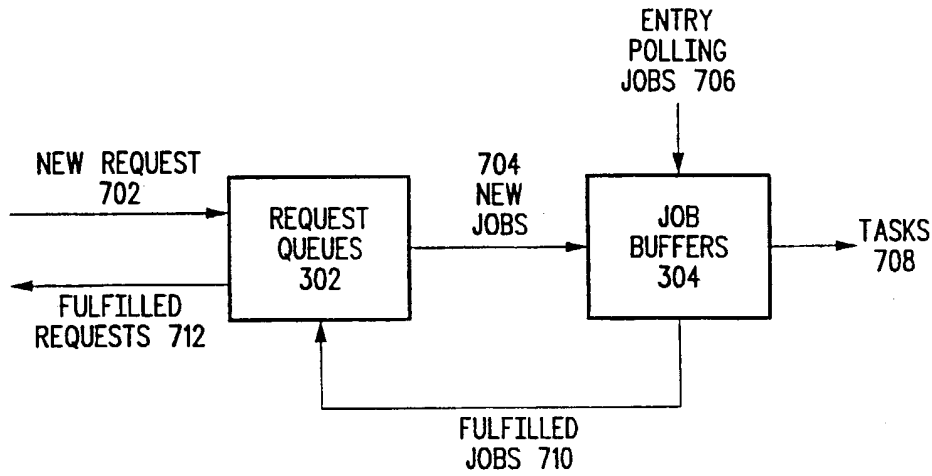 ENTRY
POLLING
JOBS 706
NEW REQUEST
702
704
NEW
JOBS
REQUEST
QUEUES
302
JOB
BUFFERS
304
TASKS
708
FULFILLED
REQUESTS 712
FULFILLED
JOBS 710